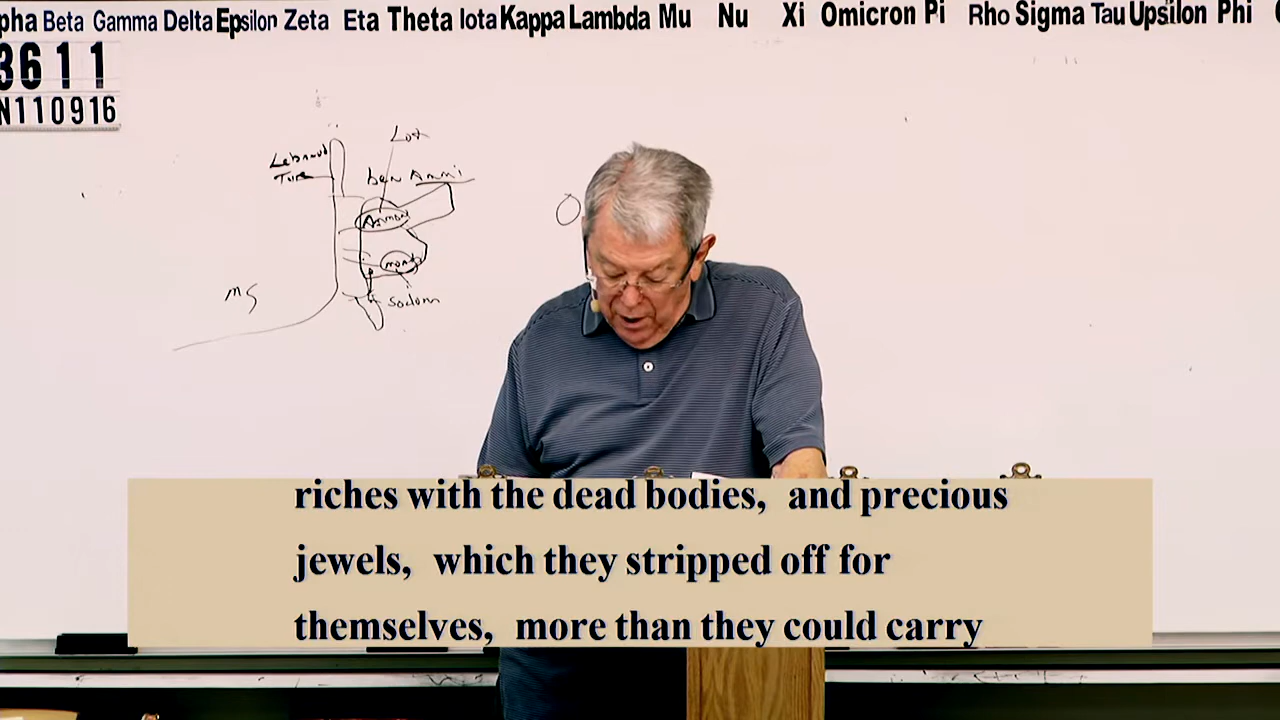 pha Beta Gamma Delta Epsilon Zeta Eta Theta Iota Kappa Lambda Mu Nu Xi Omicron Pi Rho Sigma Tau Upsilon Phi
3611
N110916
Lot
ben Ammi
Ammon
Sodom
MS
riches with the dead bodies, and precious
jewels, which they stripped off for
themselves, more than they could carry